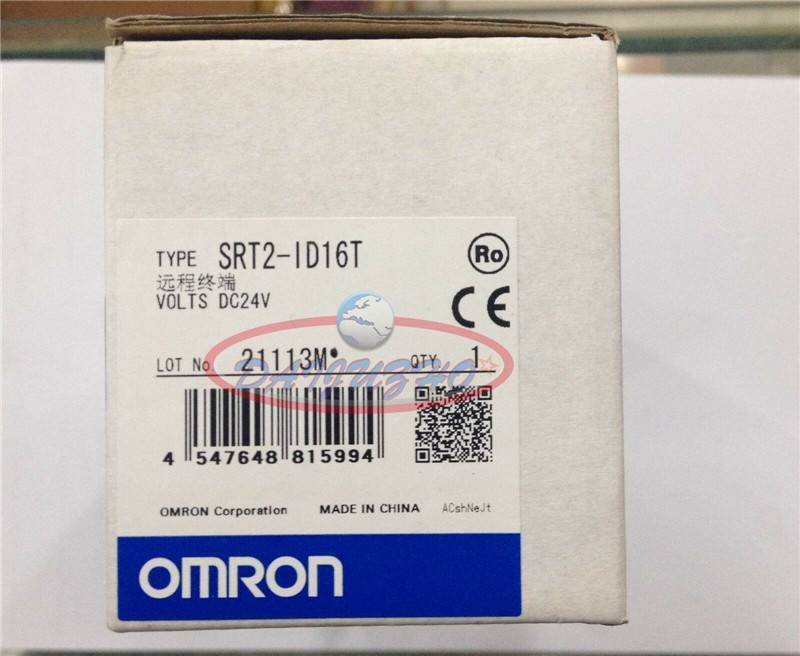 TYPE SRT2-ID16T
Ro
远程终端
VOLTS DC24V
CE
LOT No. 21113M*
QTY 1
DAIJUZHO
4 547648 815994
OMRON Corporation MADE IN CHINA ACshNeJt
OMRON